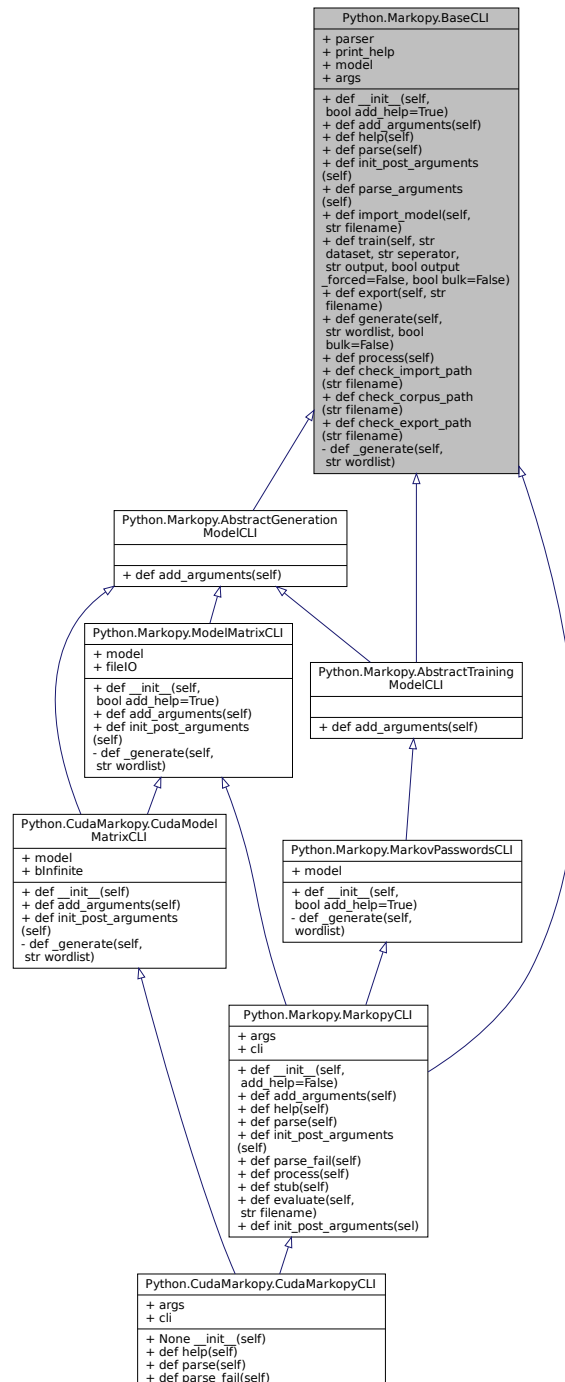 Python.Markopy.BaseCLI
+ parser
+ print_help
+ model
+ args
+ def __init__(self,
bool add_help=True)
+ def add_arguments(self)
+ def help(self)
+ def parse(self)
+ def init_post_arguments
(self)
+ def parse_arguments
(self)
+ def import_model(self,
str filename)
+ def train(self, str
dataset, str seperator,
str output, bool output
_forced=False, bool bulk=False)
+ def export(self, str
filename)
+ def generate(self,
str wordlist, bool
bulk=False)
+ def process(self)
+ def check_import_path
(str filename)
+ def check_corpus_path
(str filename)
+ def check_export_path
(str filename)
- def _generate(self,
str wordlist)
Python.Markopy.AbstractGeneration
ModelCLI
+ def add_arguments(self)
Python.Markopy.ModelMatrixCLI
+ model
+ fileIO
+ def __init__(self,
bool add_help=True)
+ def add_arguments(self)
+ def init_post_arguments
(self)
- def _generate(self,
str wordlist)
Python.Markopy.AbstractTraining
ModelCLI
+ def add_arguments(self)
Python.CudaMarkopy.CudaModel
MatrixCLI
+ model
+ bInfinite
+ def __init__(self)
+ def add_arguments(self)
+ def init_post_arguments
(self)
- def _generate(self,
str wordlist)
Python.Markopy.MarkovPasswordsCLI
+ model
+ def __init__(self,
bool add_help=True)
- def _generate(self,
wordlist)
Python.Markopy.MarkopyCLI
+ args
+ cli
+ def __init__(self,
add_help=False)
+ def add_arguments(self)
+ def help(self)
+ def parse(self)
+ def init_post_arguments
(self)
+ def parse_fail(self)
+ def process(self)
+ def stub(self)
+ def evaluate(self,
str filename)
+ def init_post_arguments(sel)
Python.CudaMarkopy.CudaMarkopyCLI
+ args
+ cli
+ None __init__(self)
+ def help(self)
+ def parse(self)
+ def parse_fail(self)